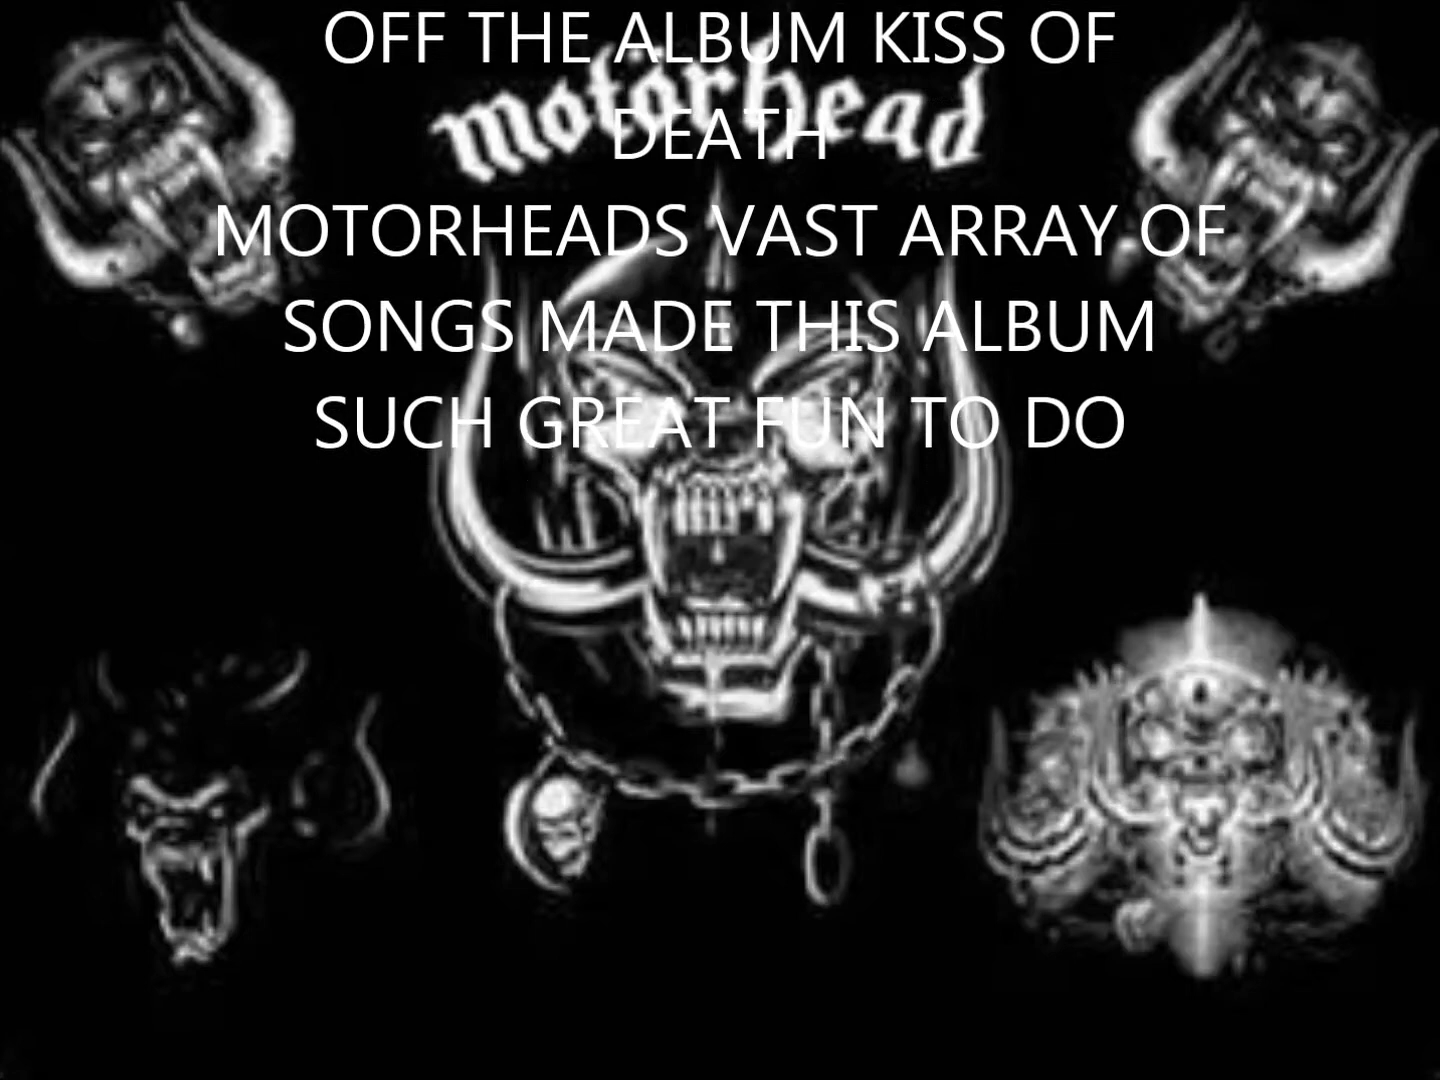 OFF THE ALBUM KISS OF
motörhead
DEATH
MOTORHEADS VAST ARRAY OF
SONGS MADE THIS ALBUM
SUCH GREAT FUN TO DO